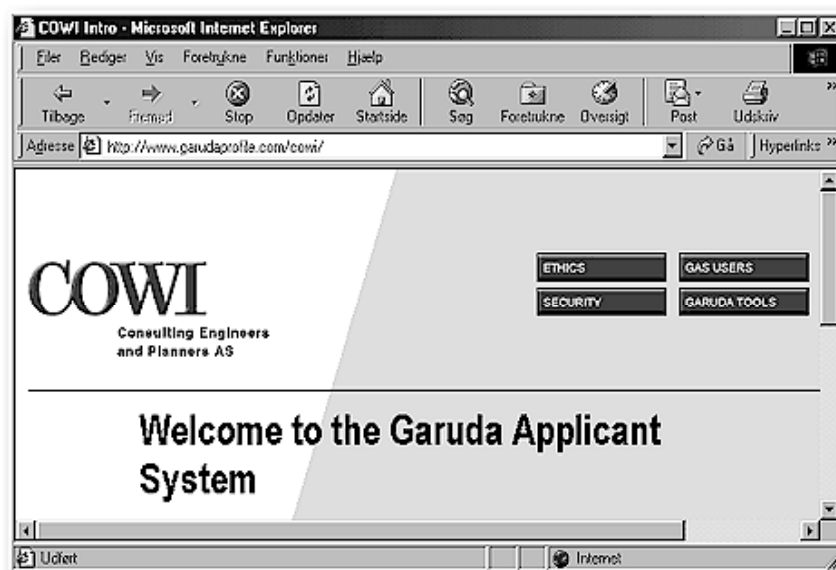 COWI Intro - Microsoft Internet Explorer
Filer Rediger Vis Foretrukne Funktioner Hjælp
Tilbage Fremad Stop Opdater Startside Søg Foretrukne Oversigt Post Udskriv
Adresse http://www.garudaprofile.com/cowi/ Gå Hyperlinks
COWI
Consulting Engineers
and Planners AS
ETHICS GAS USERS
SECURITY GARUDA TOOLS
Welcome to the Garuda Applicant
System
Udført Internet